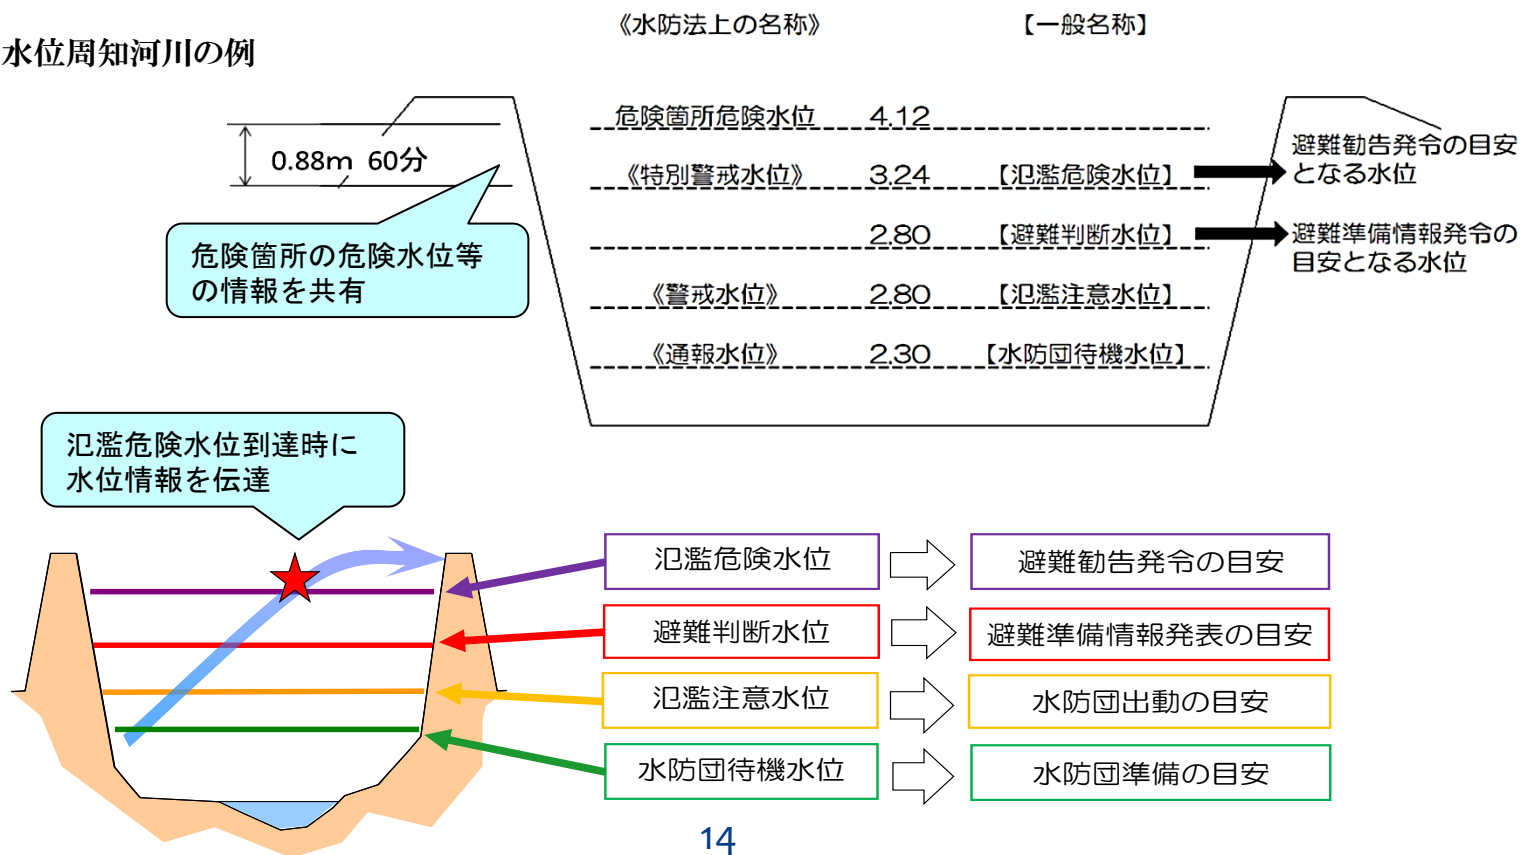 水位周知河川の例
《水防法上の名称》 【一般名称】
危険箇所危険水位 4.12
《特別警戒水位》 3.24 【氾濫危険水位】
2.80 【避難判断水位】
《警戒水位》 2.80 【氾濫注意水位】
《通報水位》 2.30 【水防団待機水位】
避難勧告発令の目安
となる水位
避難準備情報発令の
目安となる水位
0.88m 60分
危険箇所の危険水位等
の情報を共有
氾濫危険水位到達時に
水位情報を伝達
氾濫危険水位 避難勧告発令の目安
避難判断水位 避難準備情報発表の目安
氾濫注意水位 水防団出動の目安
水防団待機水位 水防団準備の目安
14